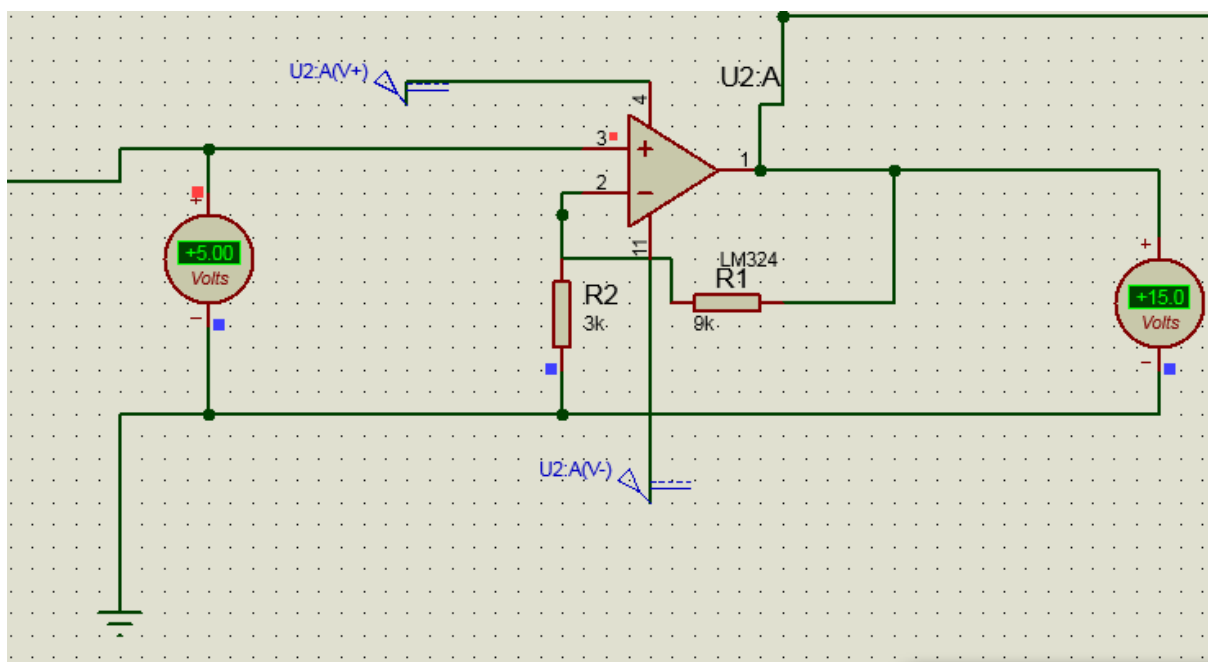 U2:A(V+)
U2:A
4
3
+
1
2
−
+
+5.00
Volts
−
11
LM324
R1
9k
R2
3k
+
+15.0
Volts
−
U2:A(V-)